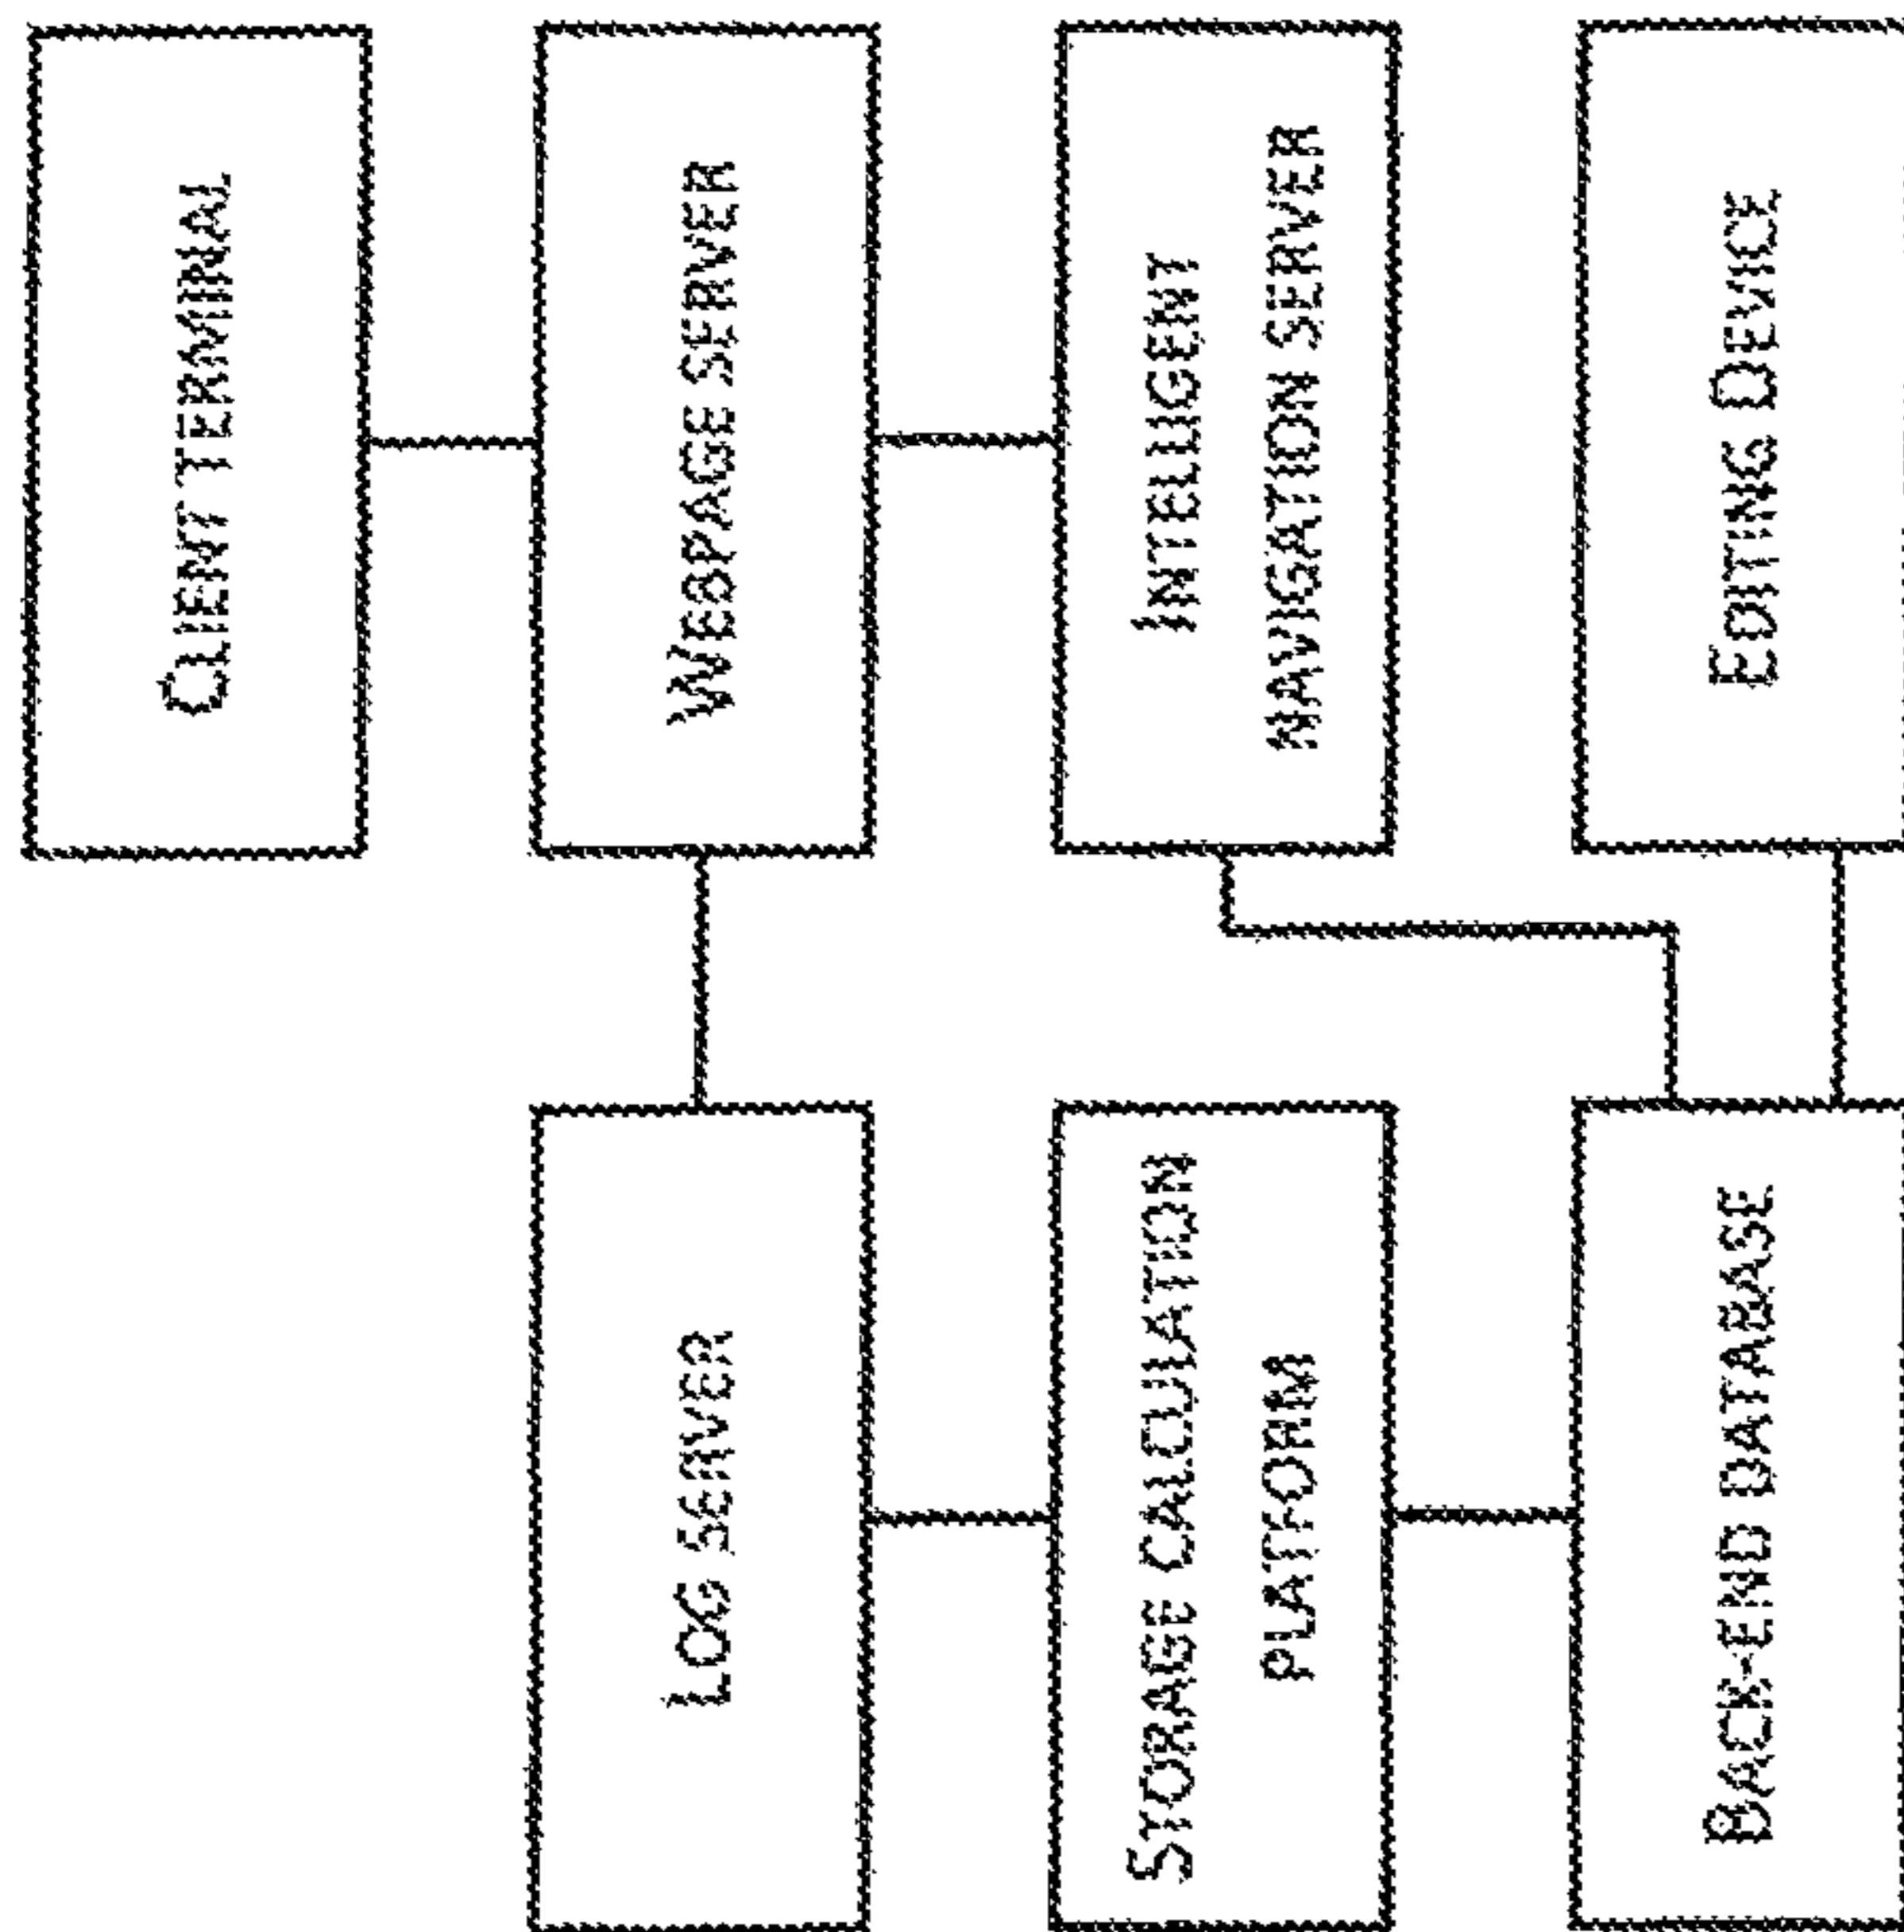 CLIENT TERMINAL
LOG SERVER
WEBPAGE SERVER
STORAGE CALCULATION
PLATFORM
INTELLIGENT
NAVIGATION SERVER
BACK-END DATABASE
EDITING DEVICE